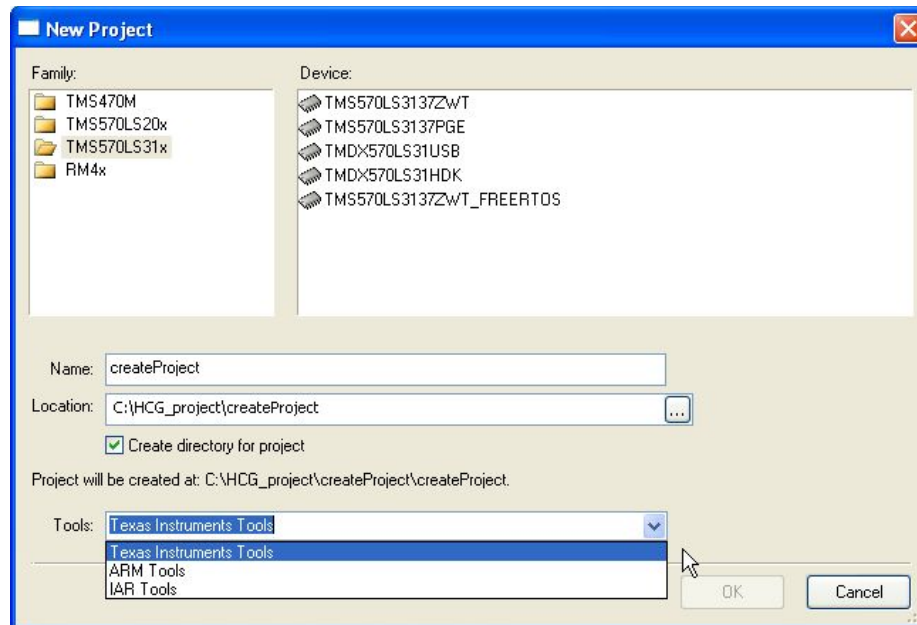 New Project
Family:
TMS470M
TMS570LS20x
TMS570LS31x
RM4x
Device:
TMS570LS3137ZWT
TMS570LS3137PGE
TMDX570LS31USB
TMDX570LS31HDK
TMS570LS3137ZWT_FREERTOS
Name: createProject
Location: C:\HCG_project\createProject ...
Create directory for project
Project will be created at: C:\HCG_project\createProject\createProject.
Tools: Texas Instruments Tools
Texas Instruments Tools
ARM Tools
IAR Tools
OK Cancel